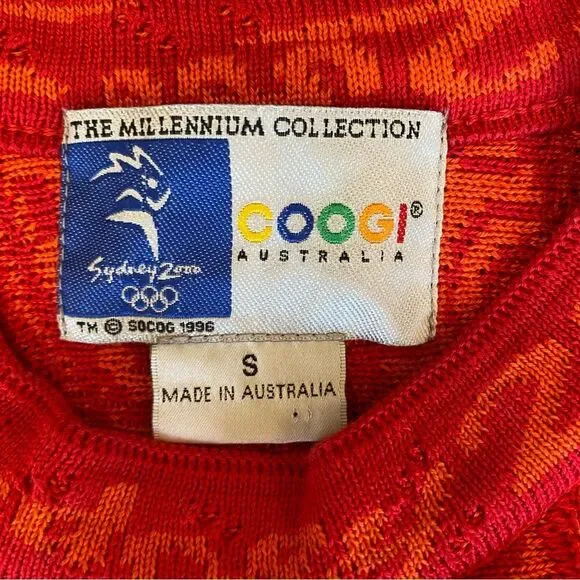 THE MILLENNIUM COLLECTION
COOGI®
AUSTRALIA
Sydney 2000
TM © SOCOG 1996
S
MADE IN AUSTRALIA